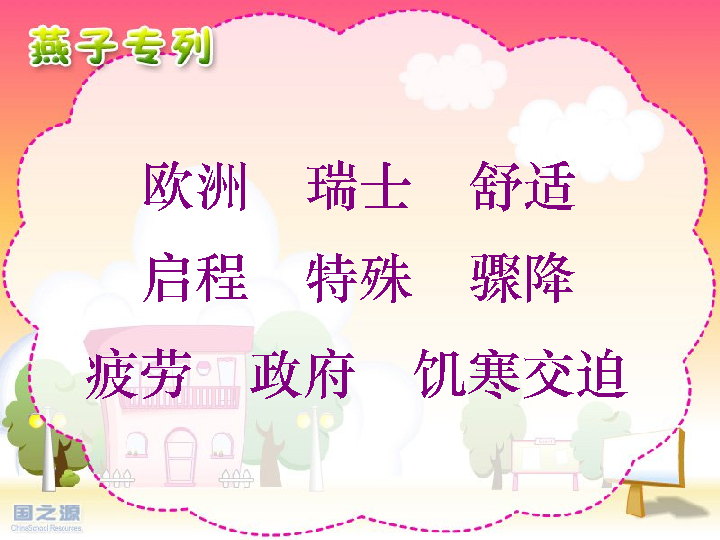 燕子专列
欧洲 瑞士 舒适
启程 特殊 骤降
疲劳 政府 饥寒交迫
国之源
ChinaSchool Resources